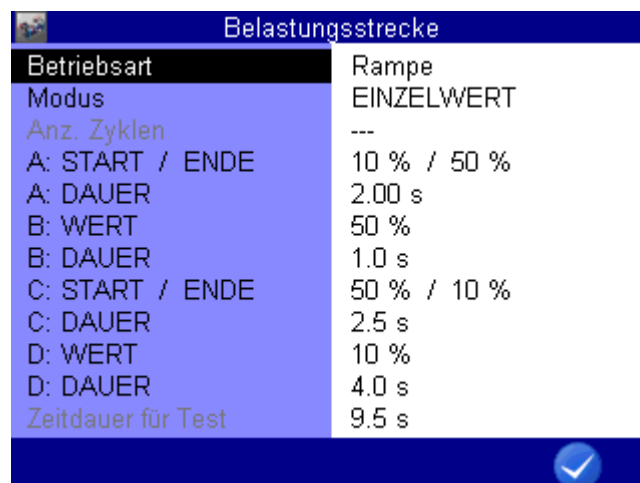 Belastungsstrecke
Betriebsart Rampe
Modus EINZELWERT
Anz. Zyklen ---
A: START / ENDE 10 % / 50 %
A: DAUER 2.00 s
B: WERT 50 %
B: DAUER 1.0 s
C: START / ENDE 50 % / 10 %
C: DAUER 2.5 s
D: WERT 10 %
D: DAUER 4.0 s
Zeitdauer für Test 9.5 s